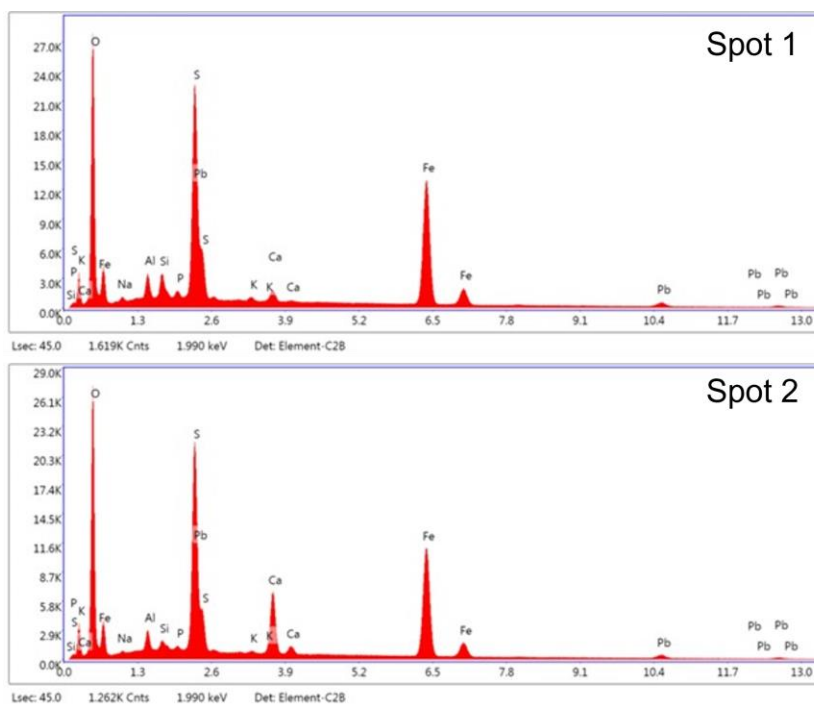 Spot 1
27.0K
24.0K
21.0K
18.0K
15.0K
12.0K
9.0K
6.0K
3.0K
0.0K
O
S
Pb
S
Fe
S
K
P
Fe
Ca
Si
Na
Al
Si
P
K
Ca
K
Ca
Fe
Pb
Pb
Pb
Pb
Pb
0.0 1.3 2.6 3.9 5.2 6.5 7.8 9.1 10.4 11.7 13.0
Lsec: 45.0 1.619K Cnts 1.990 keV Det: Element-C2B
Spot 2
29.0K
26.1K
23.2K
20.3K
17.4K
14.5K
11.6K
8.7K
5.8K
2.9K
0.0K
O
S
Pb
S
Fe
P
K
S
Fe
Ca
Si
Na
Al
Si
P
K
Ca
K
Ca
Fe
Pb
Pb
Pb
Pb
Pb
0.0 1.3 2.6 3.9 5.2 6.5 7.8 9.1 10.4 11.7 13.0
Lsec: 45.0 1.262K Cnts 1.990 keV Det: Element-C2B